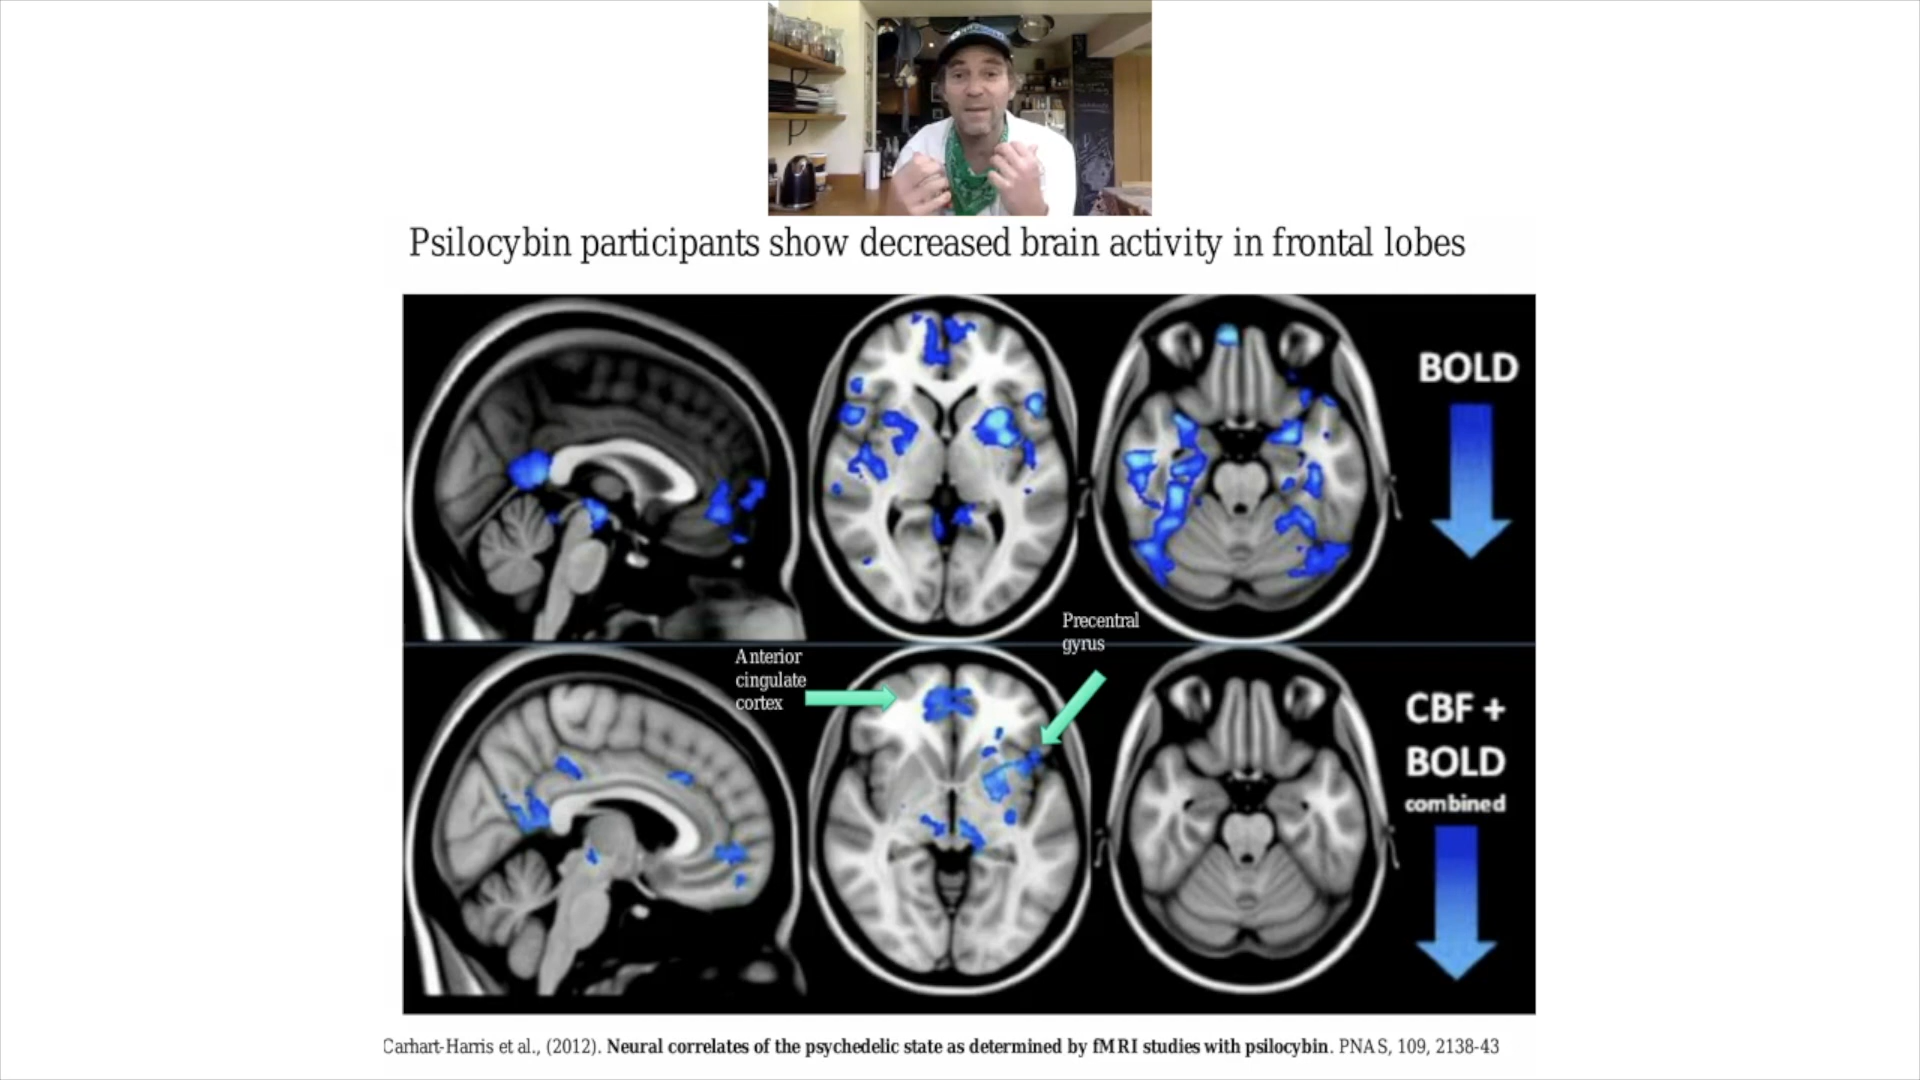 Psilocybin participants show decreased brain activity in frontal lobes
BOLD
Precentral
gyrus
Anterior
cingulate
cortex
CBF +
BOLD
combined
Carhart-Harris et al., (2012). Neural correlates of the psychedelic state as determined by fMRI studies with psilocybin. PNAS, 109, 2138-43